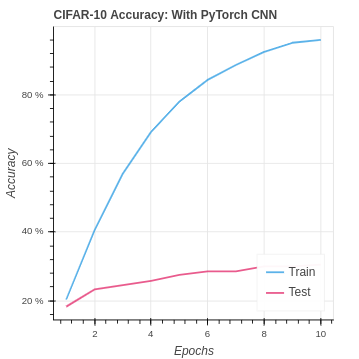 CIFAR-10 Accuracy: With PyTorch CNN
80 %
60 %
40 %
20 %
Accuracy
Train
Test
2
4
6
8
10
Epochs